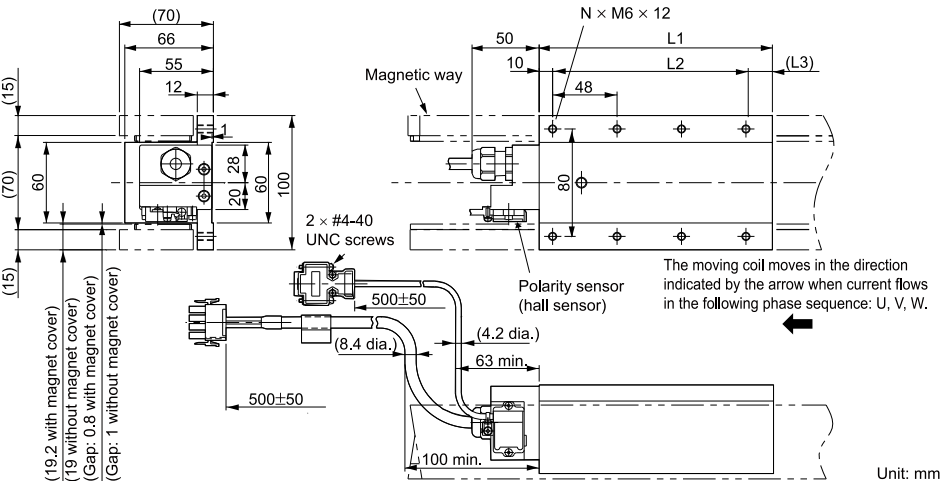 (70)
66
55
12
1
(15)
(70)
(15)
60
28
20
60
100
N × M6 × 12
50
L1
10
L2
(L3)
48
Magnetic way
80
2 × #4-40
UNC screws
Polarity sensor
(hall sensor)
The moving coil moves in the direction
indicated by the arrow when current flows
in the following phase sequence: U, V, W.
500±50
(4.2 dia.)
(8.4 dia.)
63 min.
500±50
100 min.
(19.2 with magnet cover)
(19 without magnet cover)
(Gap: 0.8 with magnet cover)
(Gap: 1 without magnet cover)
Unit: mm